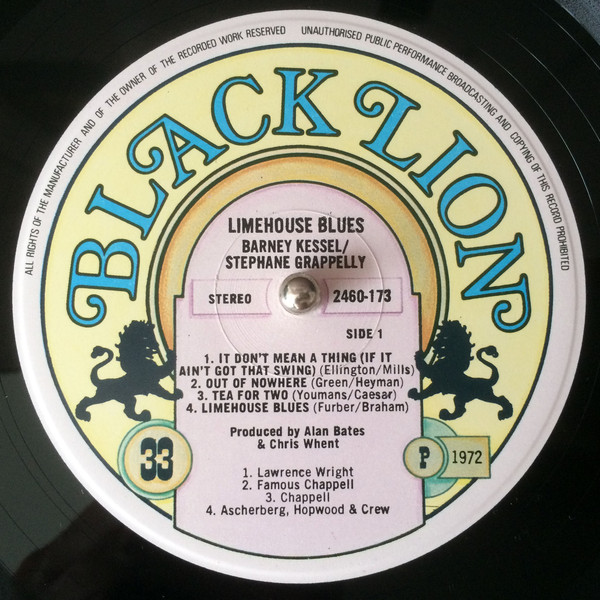 ALL RIGHTS OF THE MANUFACTURER AND OF THE OWNER OF THE RECORDED WORK RESERVED UNAUTHORISED PUBLIC PERFORMANCE BROADCASTING AND COPYING OF THIS RECORD PROHIBITED
BLACK LION
LIMEHOUSE BLUES
BARNEY KESSEL/
STEPHANE GRAPPELLY
STEREO 2460-173
SIDE 1
1. IT DON'T MEAN A THING (IF IT
AIN'T GOT THAT SWING) (Ellington/Mills)
2. OUT OF NOWHERE (Green/Heyman)
3. TEA FOR TWO (Youmans/Caesar)
4. LIMEHOUSE BLUES (Furber/Braham)
Produced by Alan Bates
& Chris Whent
33 P 1972
1. Lawrence Wright
2. Famous Chappell
3. Chappell
4. Ascherberg, Hopwood & Crew